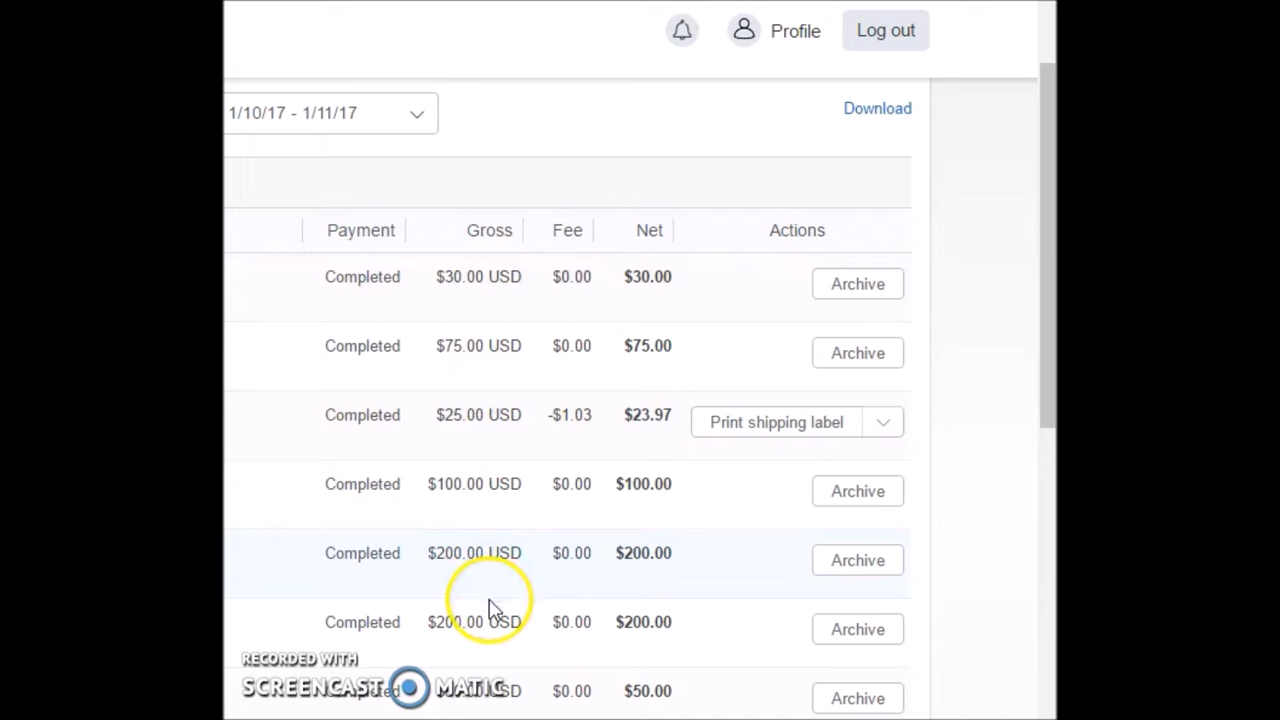 Profile Log out
1/10/17 - 1/11/17 Download
Payment Gross Fee Net Actions
Completed $30.00 USD $0.00 $30.00 Archive
Completed $75.00 USD $0.00 $75.00 Archive
Completed $25.00 USD -$1.03 $23.97 Print shipping label
Completed $100.00 USD $0.00 $100.00 Archive
Completed $200.00 USD $0.00 $200.00 Archive
Completed $200.00 USD $0.00 $200.00 Archive
RECORDED WITH
SCREENCAST MATIC
$0.00 $50.00 Archive